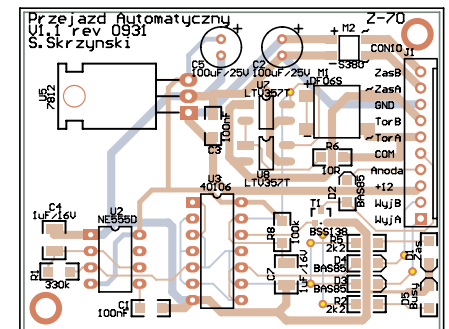 Przejazd Automatyczny
V1.1 rev 0931
S.Skrzynski
Z-70
M2
CON10
S380
J1
C5
100uF/25V
C2
100uF/25V
U5
7812
U7
LTV357T
M1
DF06S
ZasB
~ZasA
GND
TorB
~TorA
COM
Anoda
+12
WyjB
WyjA
100nF
C3
U8
LTV357T
R6
10R
D2
BAS85
U3
40106
C4
1uF/16V
U2
NE555D
R1
330k
C1
100nF
R8
100k
C7
1uF/16V
T1
BSS138
R5
2k2
D4
BAS85
D3
BAS85
R2
2k2
D5
Busy